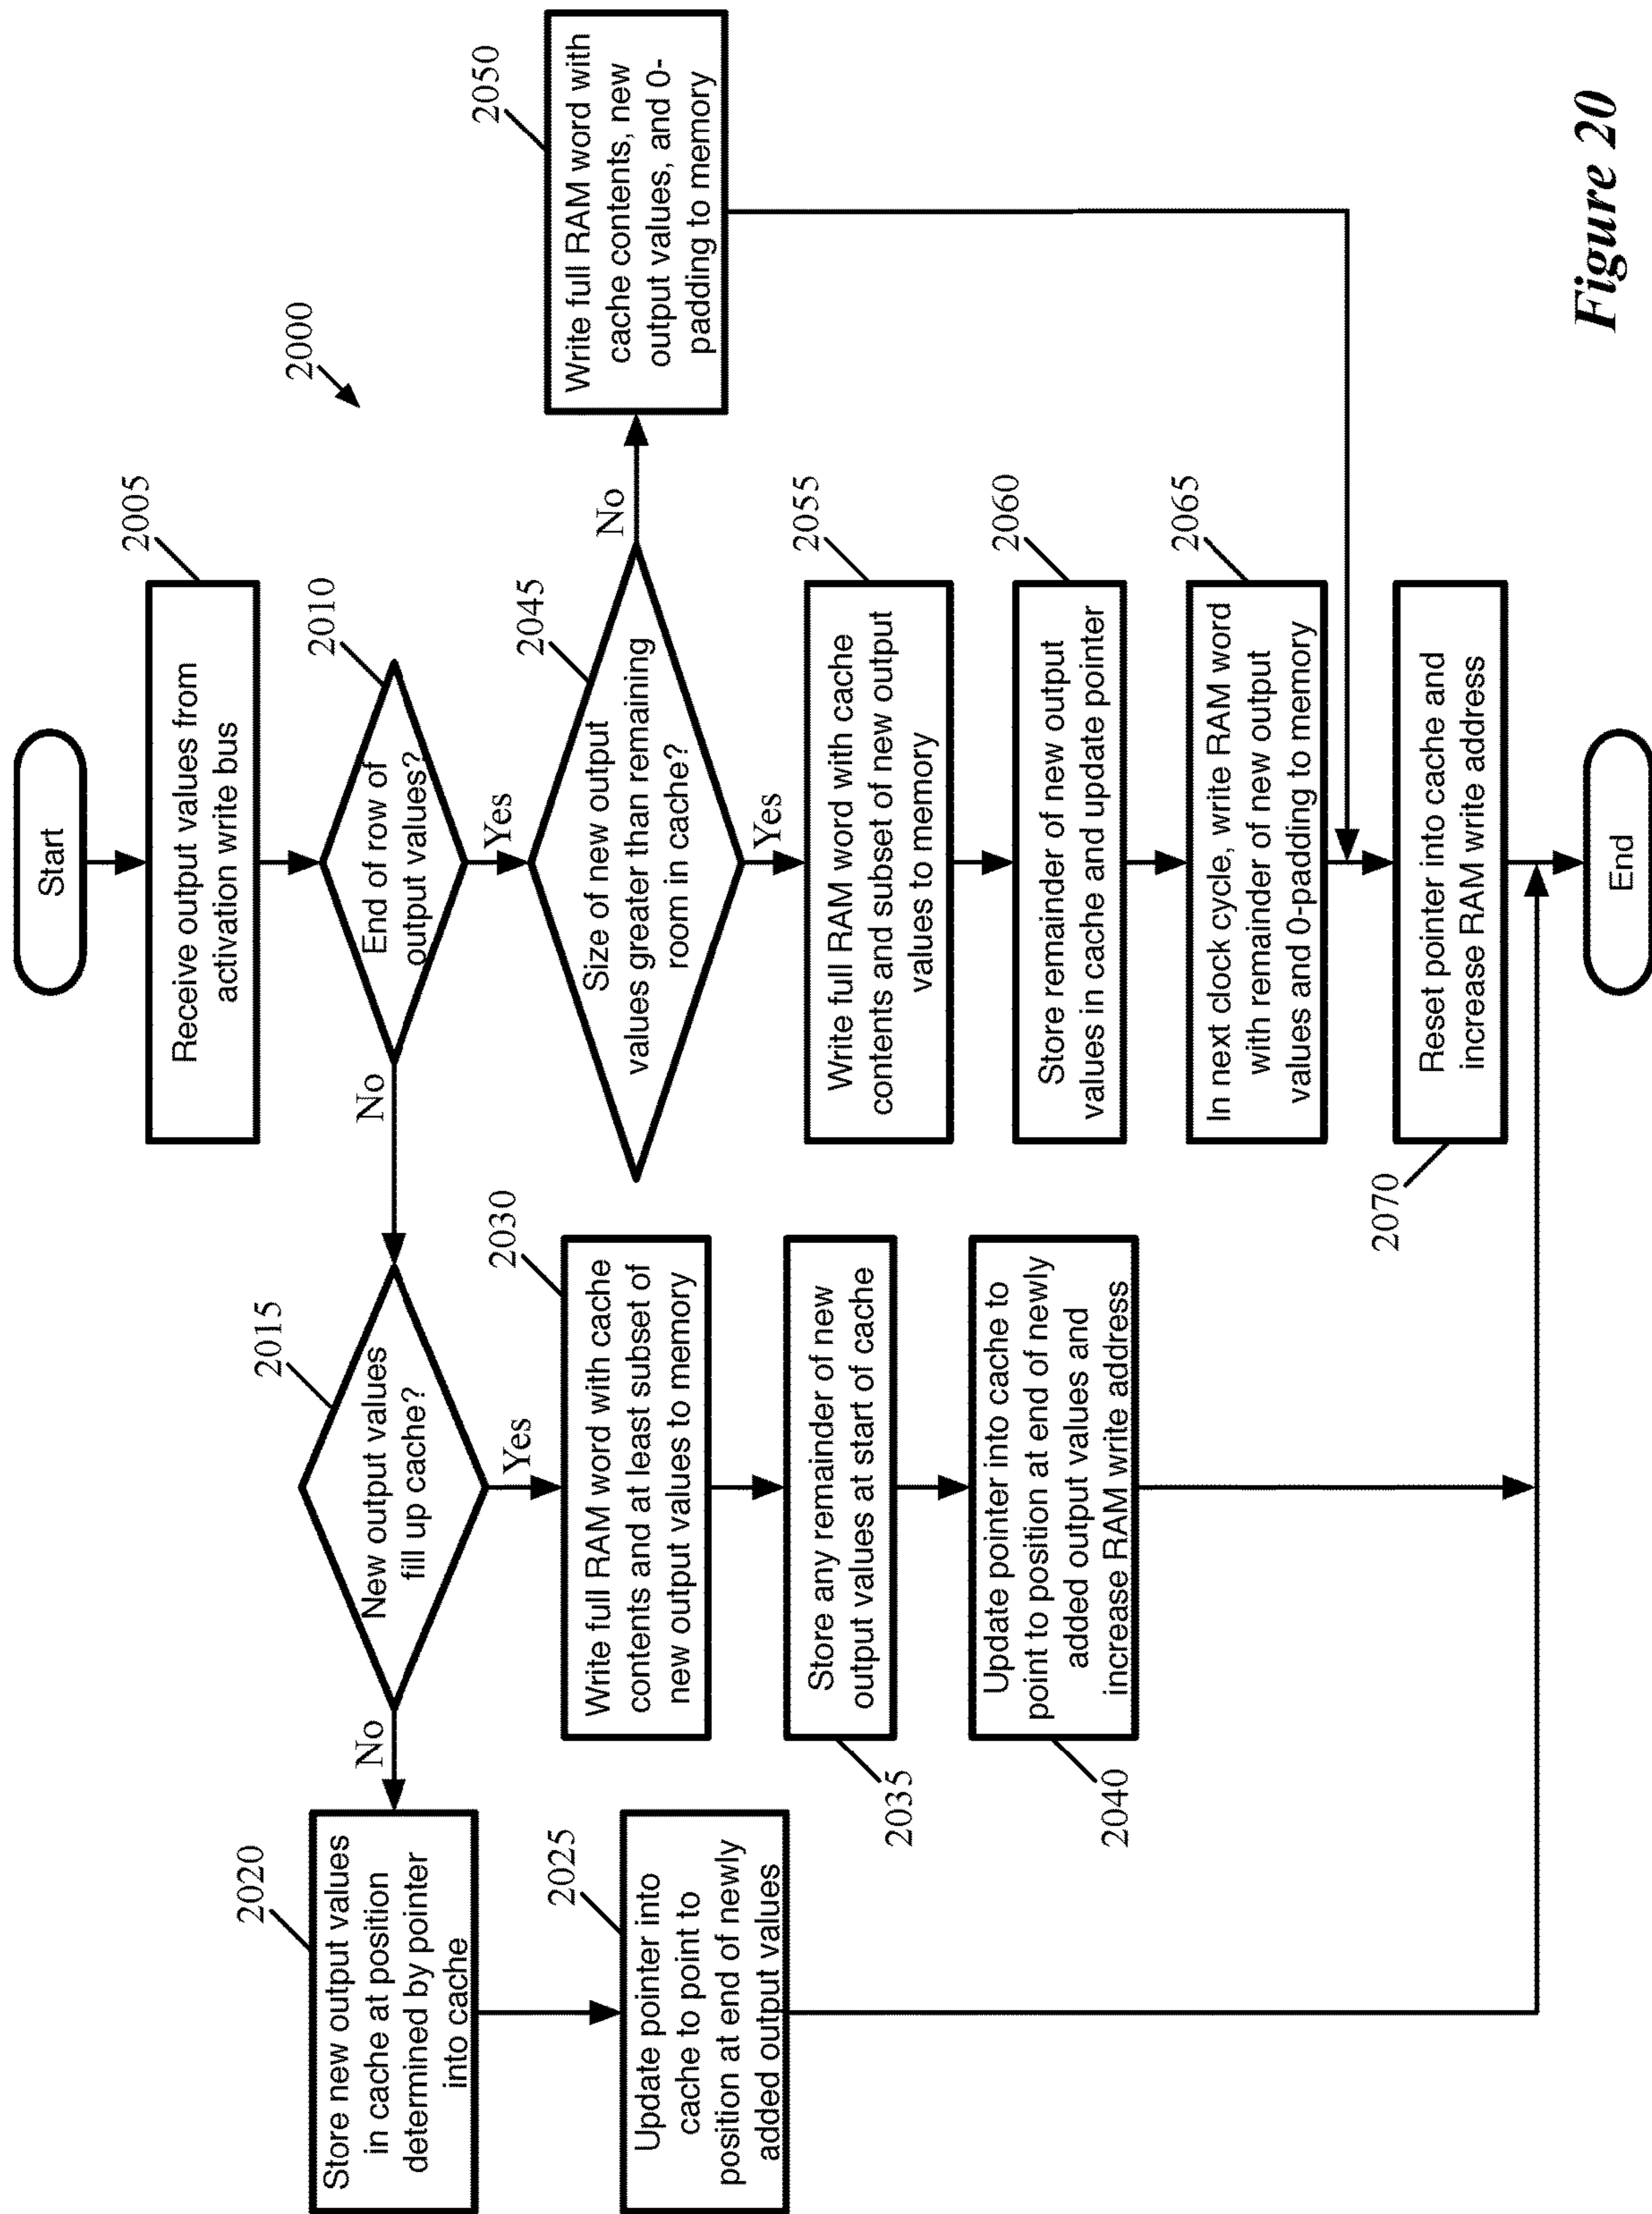 2000
Start
2005
Receive output values from
activation write bus
2010
End of row of
output values?
No
Yes
2015
New output values
fill up cache?
No
Yes
2020
Store new output values
in cache at position
determined by pointer
into cache
2025
Update pointer into
cache to point to
position at end of newly
added output values
2030
Write full RAM word with cache
contents and at least subset of
new output values to memory
2035
Store any remainder of new
output values at start of cache
2040
Update pointer into cache to
point to position at end of newly
added output values and
increase RAM write address
2045
Size of new output
values greater than remaining
room in cache?
No
Yes
2050
Write full RAM word with
cache contents, new
output values, and 0-
padding to memory
2055
Write full RAM word with cache
contents and subset of new output
values to memory
2060
Store remainder of new output
values in cache and update pointer
2065
In next clock cycle, write RAM word
with remainder of new output
values and 0-padding to memory
2070
Reset pointer into cache and
increase RAM write address
End
Figure 20